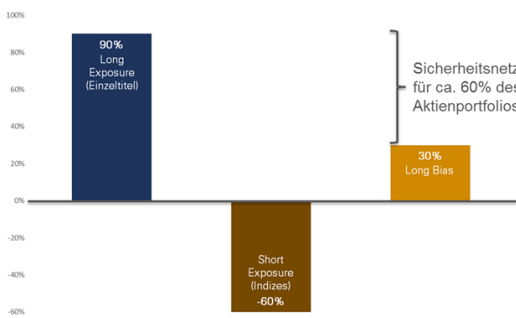 100%
80%
60%
40%
20%
0%
-20%
-40%
-60%
90%
Long
Exposure
(Einzeltitel)
Short
Exposure
(Indizes)
-60%
30%
Long Bias
Sicherheitsnetz
für ca. 60% des
Aktienportfolios